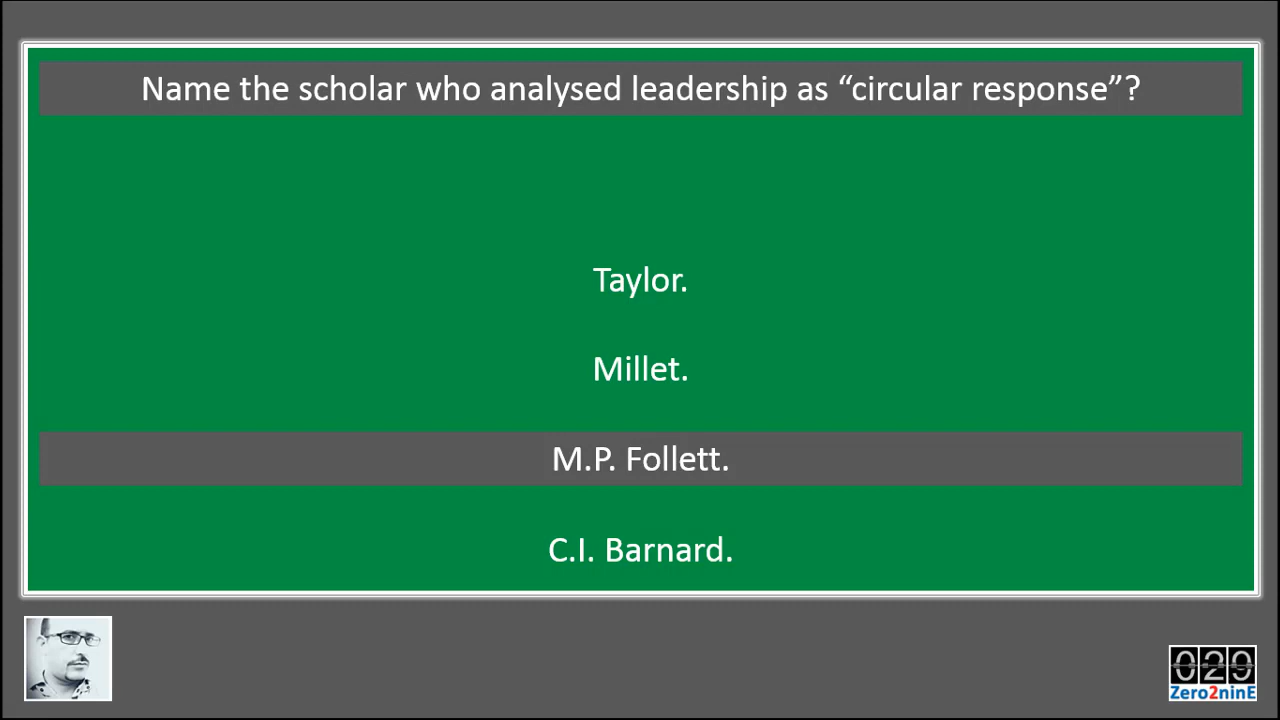 Name the scholar who analysed leadership as “circular response”?
Taylor.
Millet.
M.P. Follett.
C.I. Barnard.
029
Zero2ninE